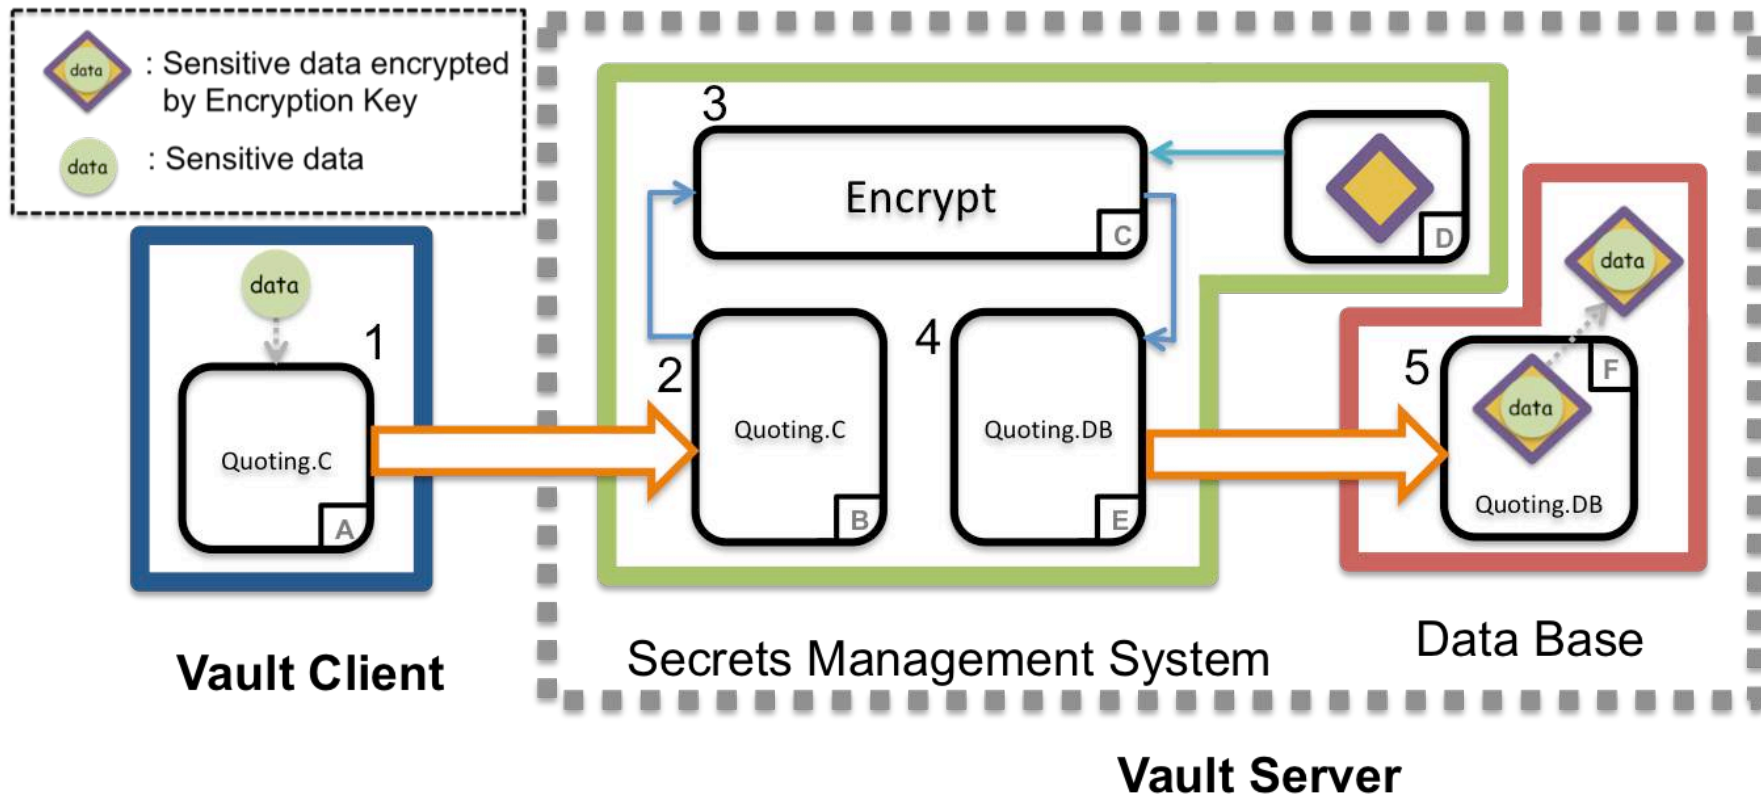 data
: Sensitive data encrypted
by Encryption Key
data
: Sensitive data
data
1
Quoting.C
A
2
Quoting.C
B
3
Encrypt
C
D
4
Quoting.DB
E
5
data
F
data
Quoting.DB
Vault Client
Secrets Management System
Data Base
Vault Server